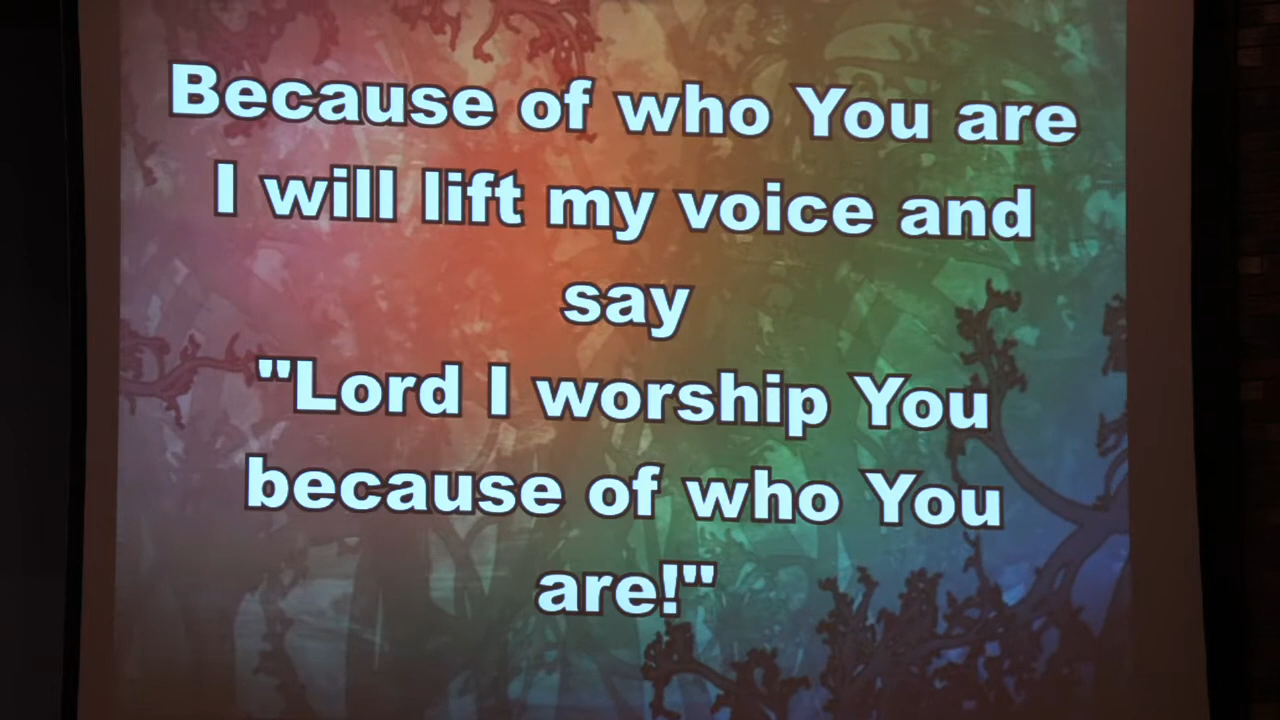 Because of who You are
I will lift my voice and
say
"Lord I worship You
because of who You
are!"